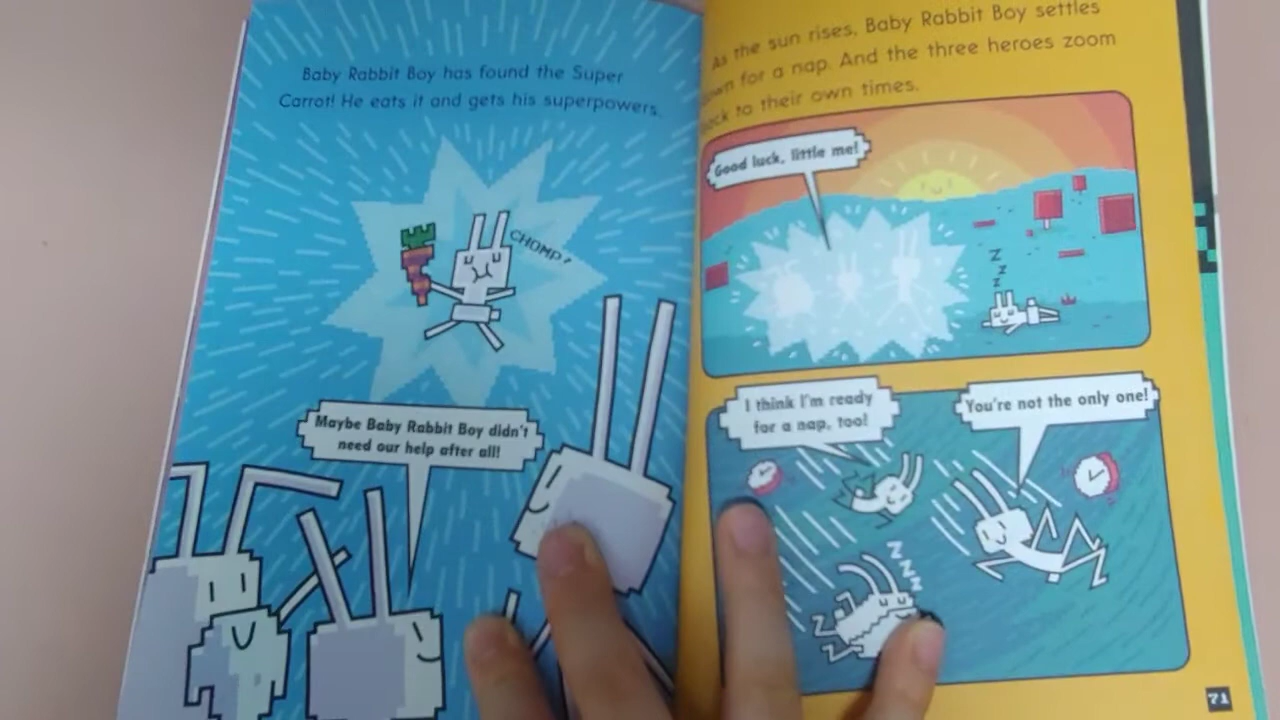 Baby Rabbit Boy has found the Super
Carrot! He eats it and gets his superpowers.
CHOMP!
Maybe Baby Rabbit Boy didn't
need our help after all!
As the sun rises, Baby Rabbit Boy settles
for a nap. And the three heroes zoom
to their own times.
Good luck, little me!
Z
Z
Z
I think I'm ready
for a nap, too!
You're not the only one!
Z
Z
Z
Z
71